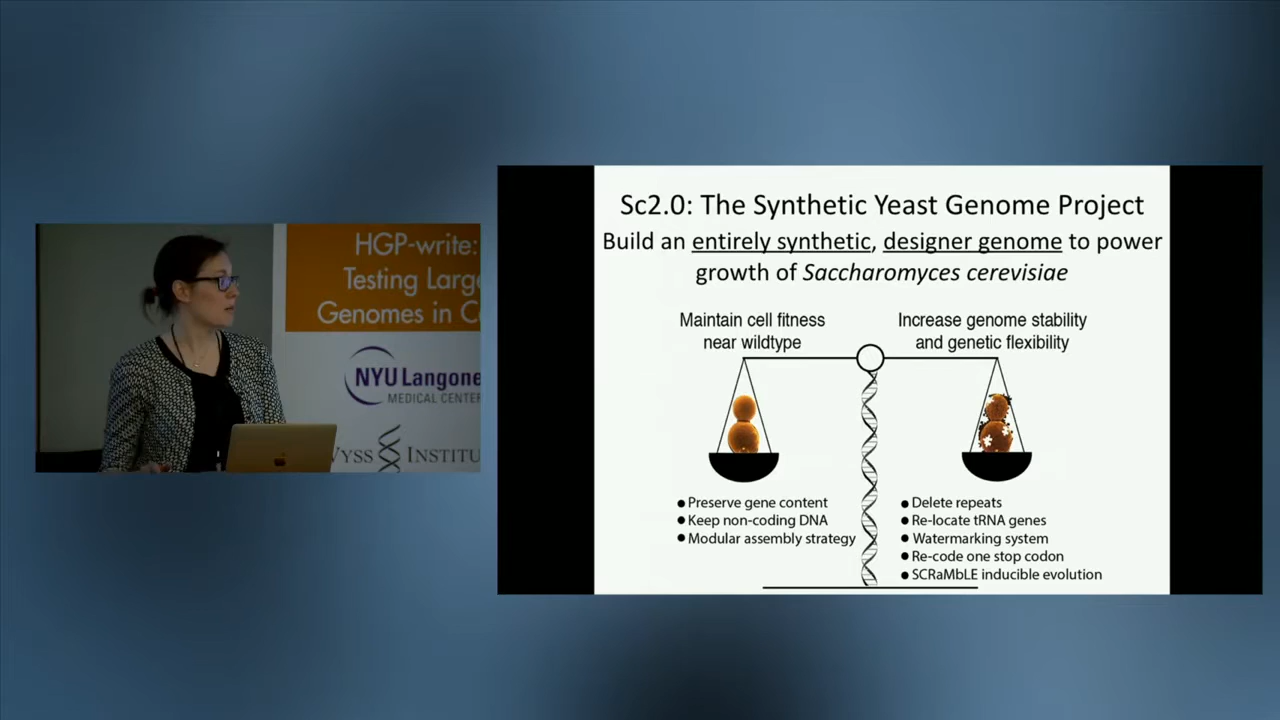 HGP-write:
Testing Large
Genomes in
NYU Langone
MEDICAL CENTER
INSTITU
Sc2.0: The Synthetic Yeast Genome Project
Build an entirely synthetic, designer genome to power
growth of Saccharomyces cerevisiae
Maintain cell fitness
near wildtype
Increase genome stability
and genetic flexibility
● Preserve gene content
● Keep non-coding DNA
● Modular assembly strategy
● Delete repeats
● Re-locate tRNA genes
● Watermarking system
● Re-code one stop codon
● SCRaMbLE inducible evolution